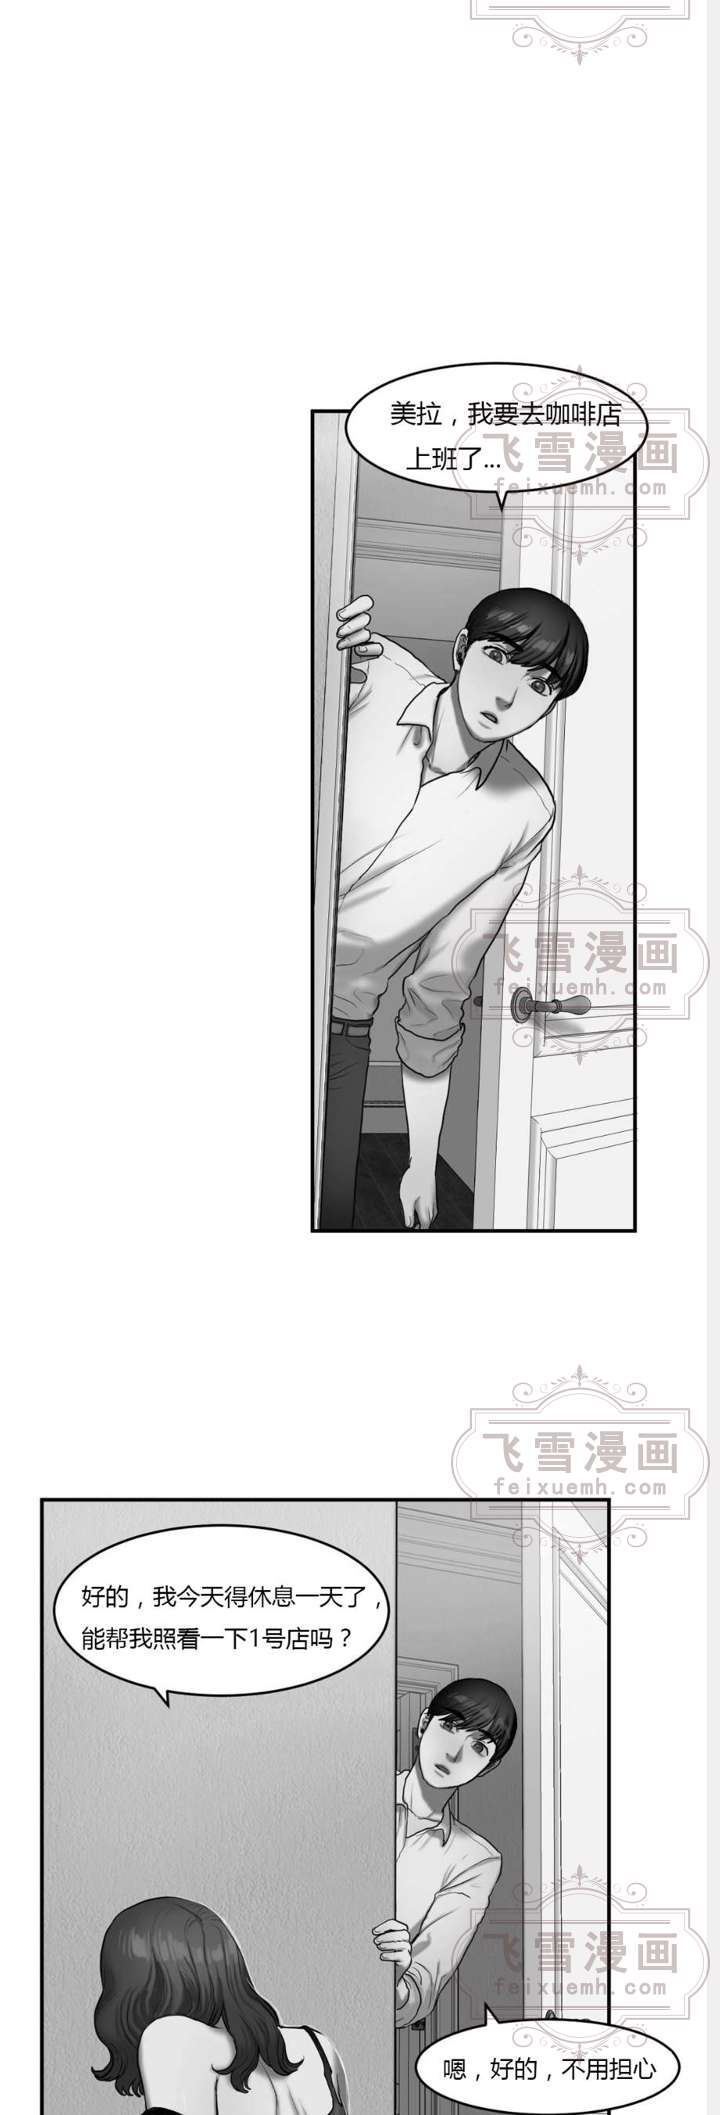 美拉，我要去咖啡店
上班了...
飞雪漫画
feixuemh.com
飞雪漫画
feixuemh.com
飞雪漫画
feixuemh.com
好的，我今天得休息一天了，
能帮我照看一下1号店吗？
飞雪漫画
feixuemh.com
嗯，好的，不用担心